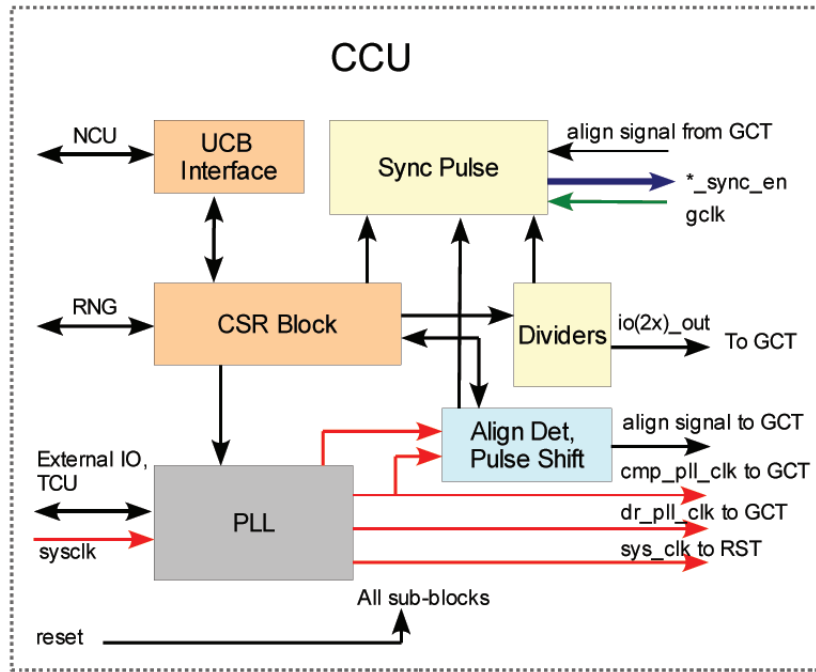 CCU
NCU
UCB
Interface
Sync Pulse
align signal from GCT
*_sync_en
gclk
RNG
CSR Block
Dividers
io(2x)_out
To GCT
External IO,
TCU
sysclk
PLL
Align Det,
Pulse Shift
align signal to GCT
cmp_pll_clk to GCT
dr_pll_clk to GCT
sys_clk to RST
All sub-blocks
reset